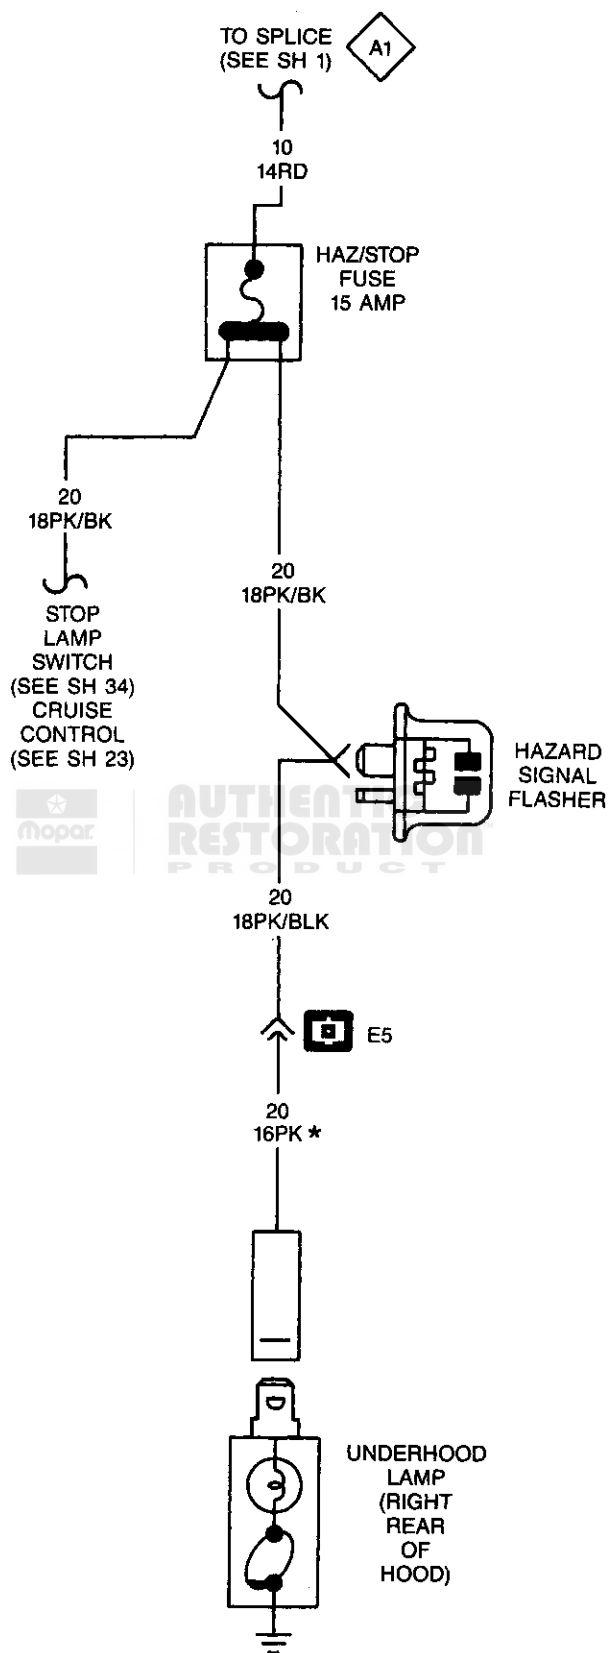 TO SPLICE
(SEE SH 1)
A1
10
14RD
HAZ/STOP
FUSE
15 AMP
20
18PK/BK
STOP
LAMP
SWITCH
(SEE SH 34)
CRUISE
CONTROL
(SEE SH 23)
20
18PK/BK
HAZARD
SIGNAL
FLASHER
Mopar.
AUTHENTIC
RESTORATION
PRODUCT
20
18PK/BLK
E5
20
16PK *
UNDERHOOD
LAMP
(RIGHT
REAR
OF
HOOD)